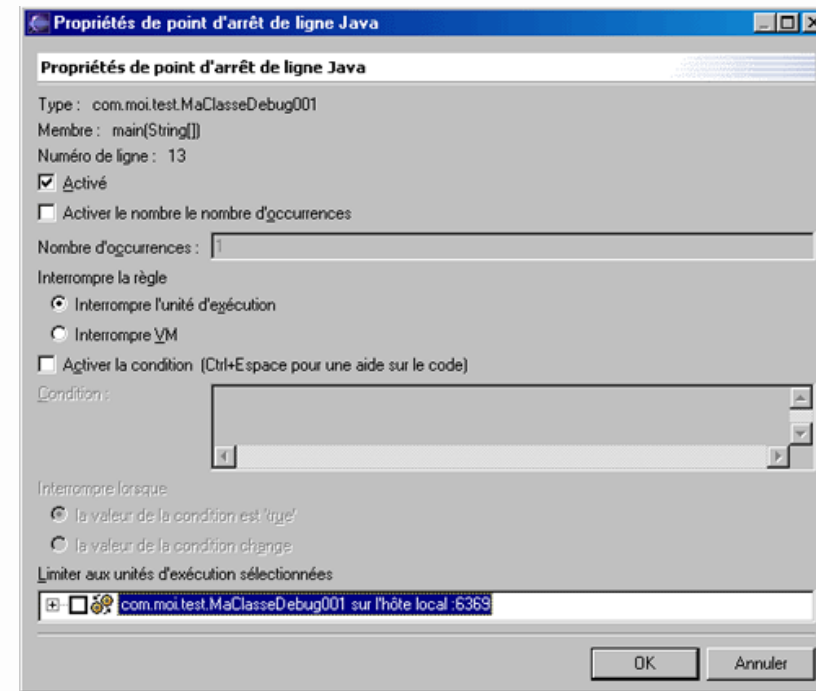 Propriétés de point d'arrêt de ligne Java
Propriétés de point d'arrêt de ligne Java
Type : com.moi.test.MaClasseDebug001
Membre : main(String[])
Numéro de ligne : 13
Activé
Activer le nombre le nombre d'occurrences
Nombre d'occurrences : 1
Interrompre la règle
Interrompre l'unité d'exécution
Interrompre VM
Activer la condition (Ctrl+Espace pour une aide sur le code)
Condition :
Interrompre lorsque
la valeur de la condition est 'true'
la valeur de la condition change
Limiter aux unités d'exécution sélectionnées
com.moi.test.MaClasseDebug001 sur l'hôte local :6369
OK Annuler